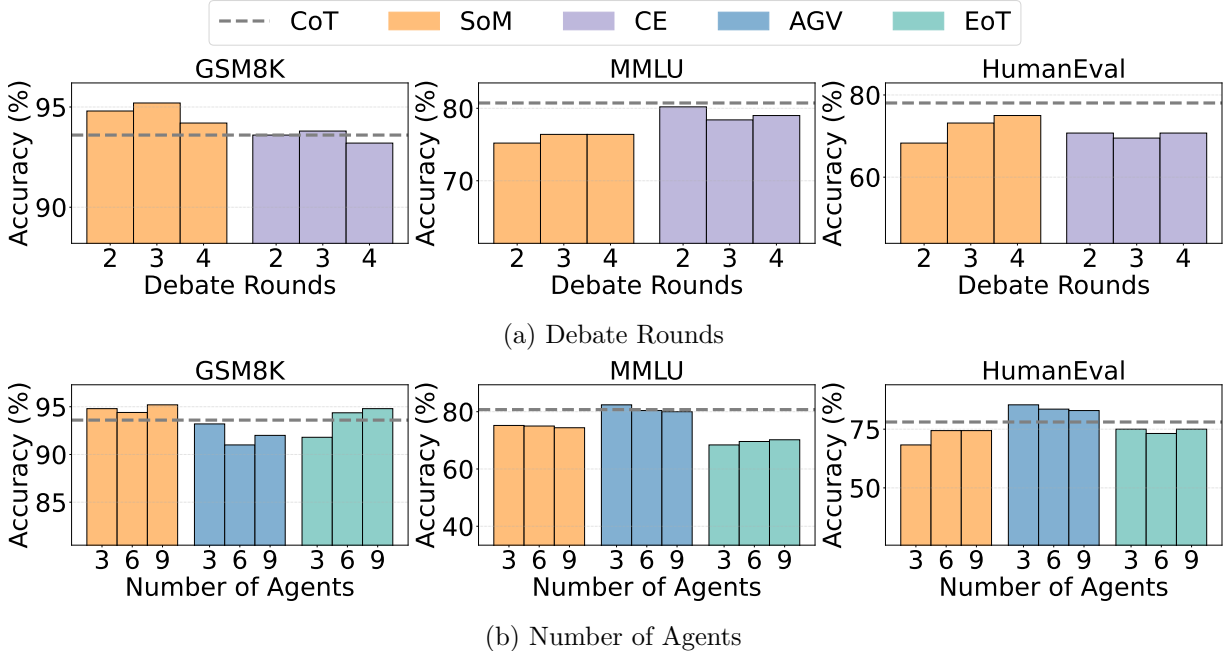 CoT SoM CE AGV EoT
GSM8K MMLU HumanEval
Accuracy (%) Accuracy (%) Accuracy (%)
95 80 80
90 70 60
2 3 4 2 3 4 2 3 4 2 3 4 2 3 4 2 3 4
Debate Rounds Debate Rounds Debate Rounds
(a) Debate Rounds
GSM8K MMLU HumanEval
Accuracy (%) Accuracy (%) Accuracy (%)
95 80 75
90 60 50
85 40
3 6 9 3 6 9 3 6 9 3 6 9 3 6 9 3 6 9 3 6 9 3 6 9 3 6 9
Number of Agents Number of Agents Number of Agents
(b) Number of Agents